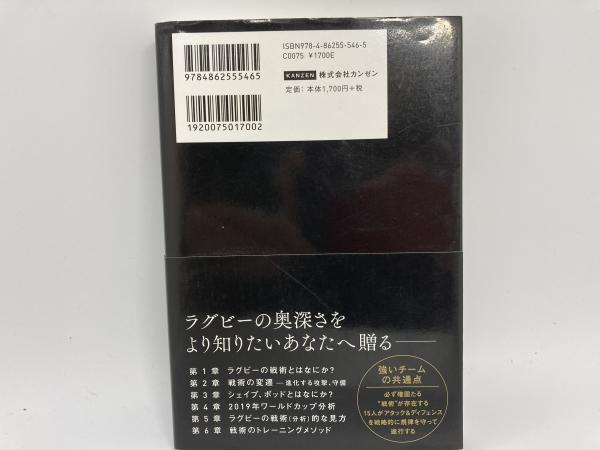 ISBN978-4-86255-546-5
C0075 ¥1700E
9784862555465
KANZEN 株式会社カンゼン
定価：本体1,700円+税
1920075017002
ラグビーの奥深さを
より知りたいあなたへ贈る――
第1章 ラグビーの戦術とはなにか？
第2章 戦術の変遷 ―進化する攻撃、守備
第3章 シェイプ、ポッドとはなにか？
第4章 2019年ワールドカップ分析
第5章 ラグビーの戦術(分析)的な見方
第6章 戦術のトレーニングメソッド
強いチーム
の共通点
必ず確固たる
“戦術”が存在する
15人がアタック&ディフェンス
を戦略的に規律を守って
遂行する